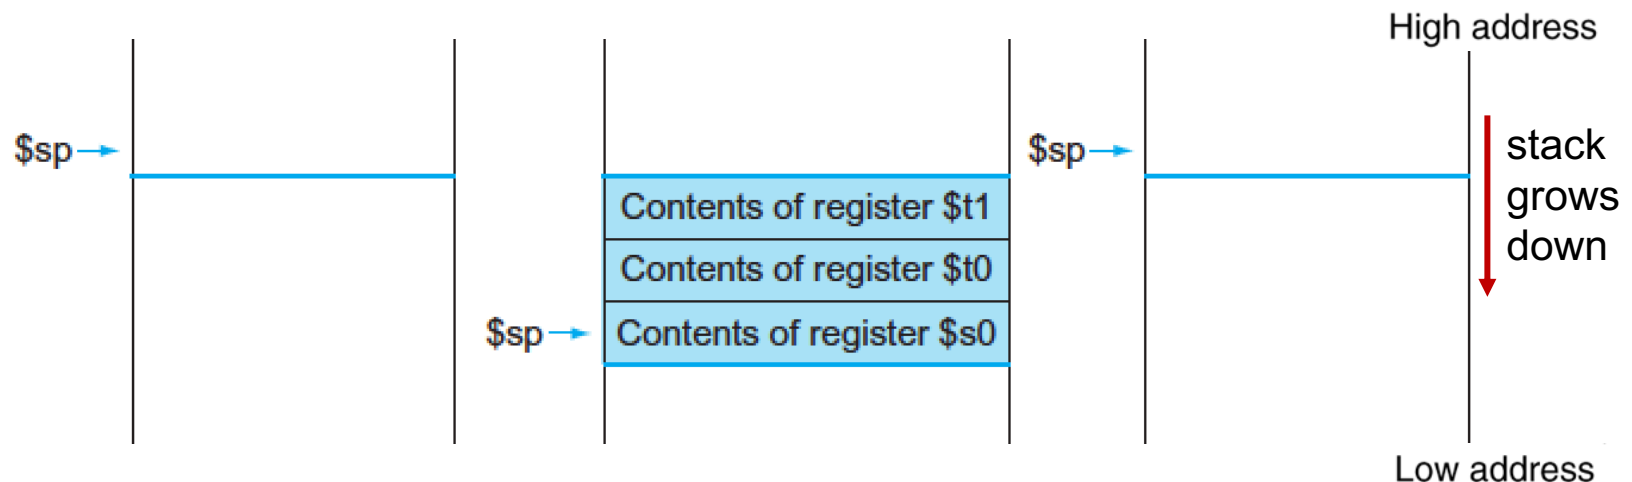 High address
$sp
$sp
stack
grows
down
Contents of register $t1
Contents of register $t0
$sp
Contents of register $s0
Low address